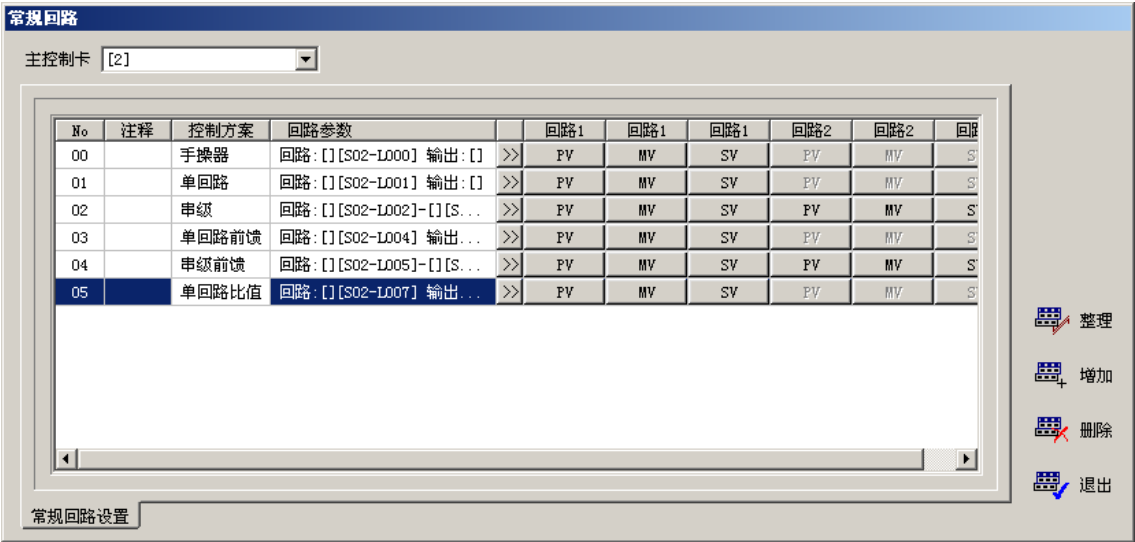 常规回路
主控制卡 [2]
No 注释 控制方案 回路参数 回路1 回路1 回路1 回路2 回路2
00 手操器 回路:[][S02-L000] 输出:[] >> PV MV SV PV MV
01 单回路 回路:[][S02-L001] 输出:[] >> PV MV SV PV MV
02 串级 回路:[][S02-L002]-[][S... >> PV MV SV PV MV
03 单回路前馈 回路:[][S02-L004] 输出... >> PV MV SV PV MV
04 串级前馈 回路:[][S02-L005]-[][S... >> PV MV SV PV MV
05 单回路比值 回路:[][S02-L007] 输出... >> PV MV SV PV MV
整理
增加
删除
退出
常规回路设置